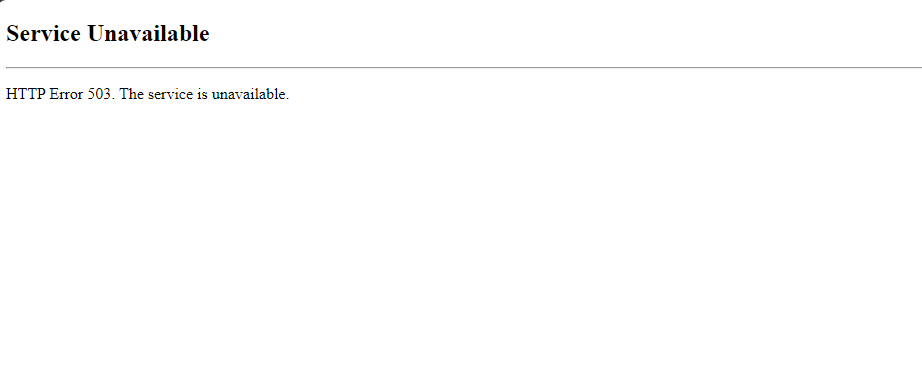 Service Unavailable
HTTP Error 503. The service is unavailable.